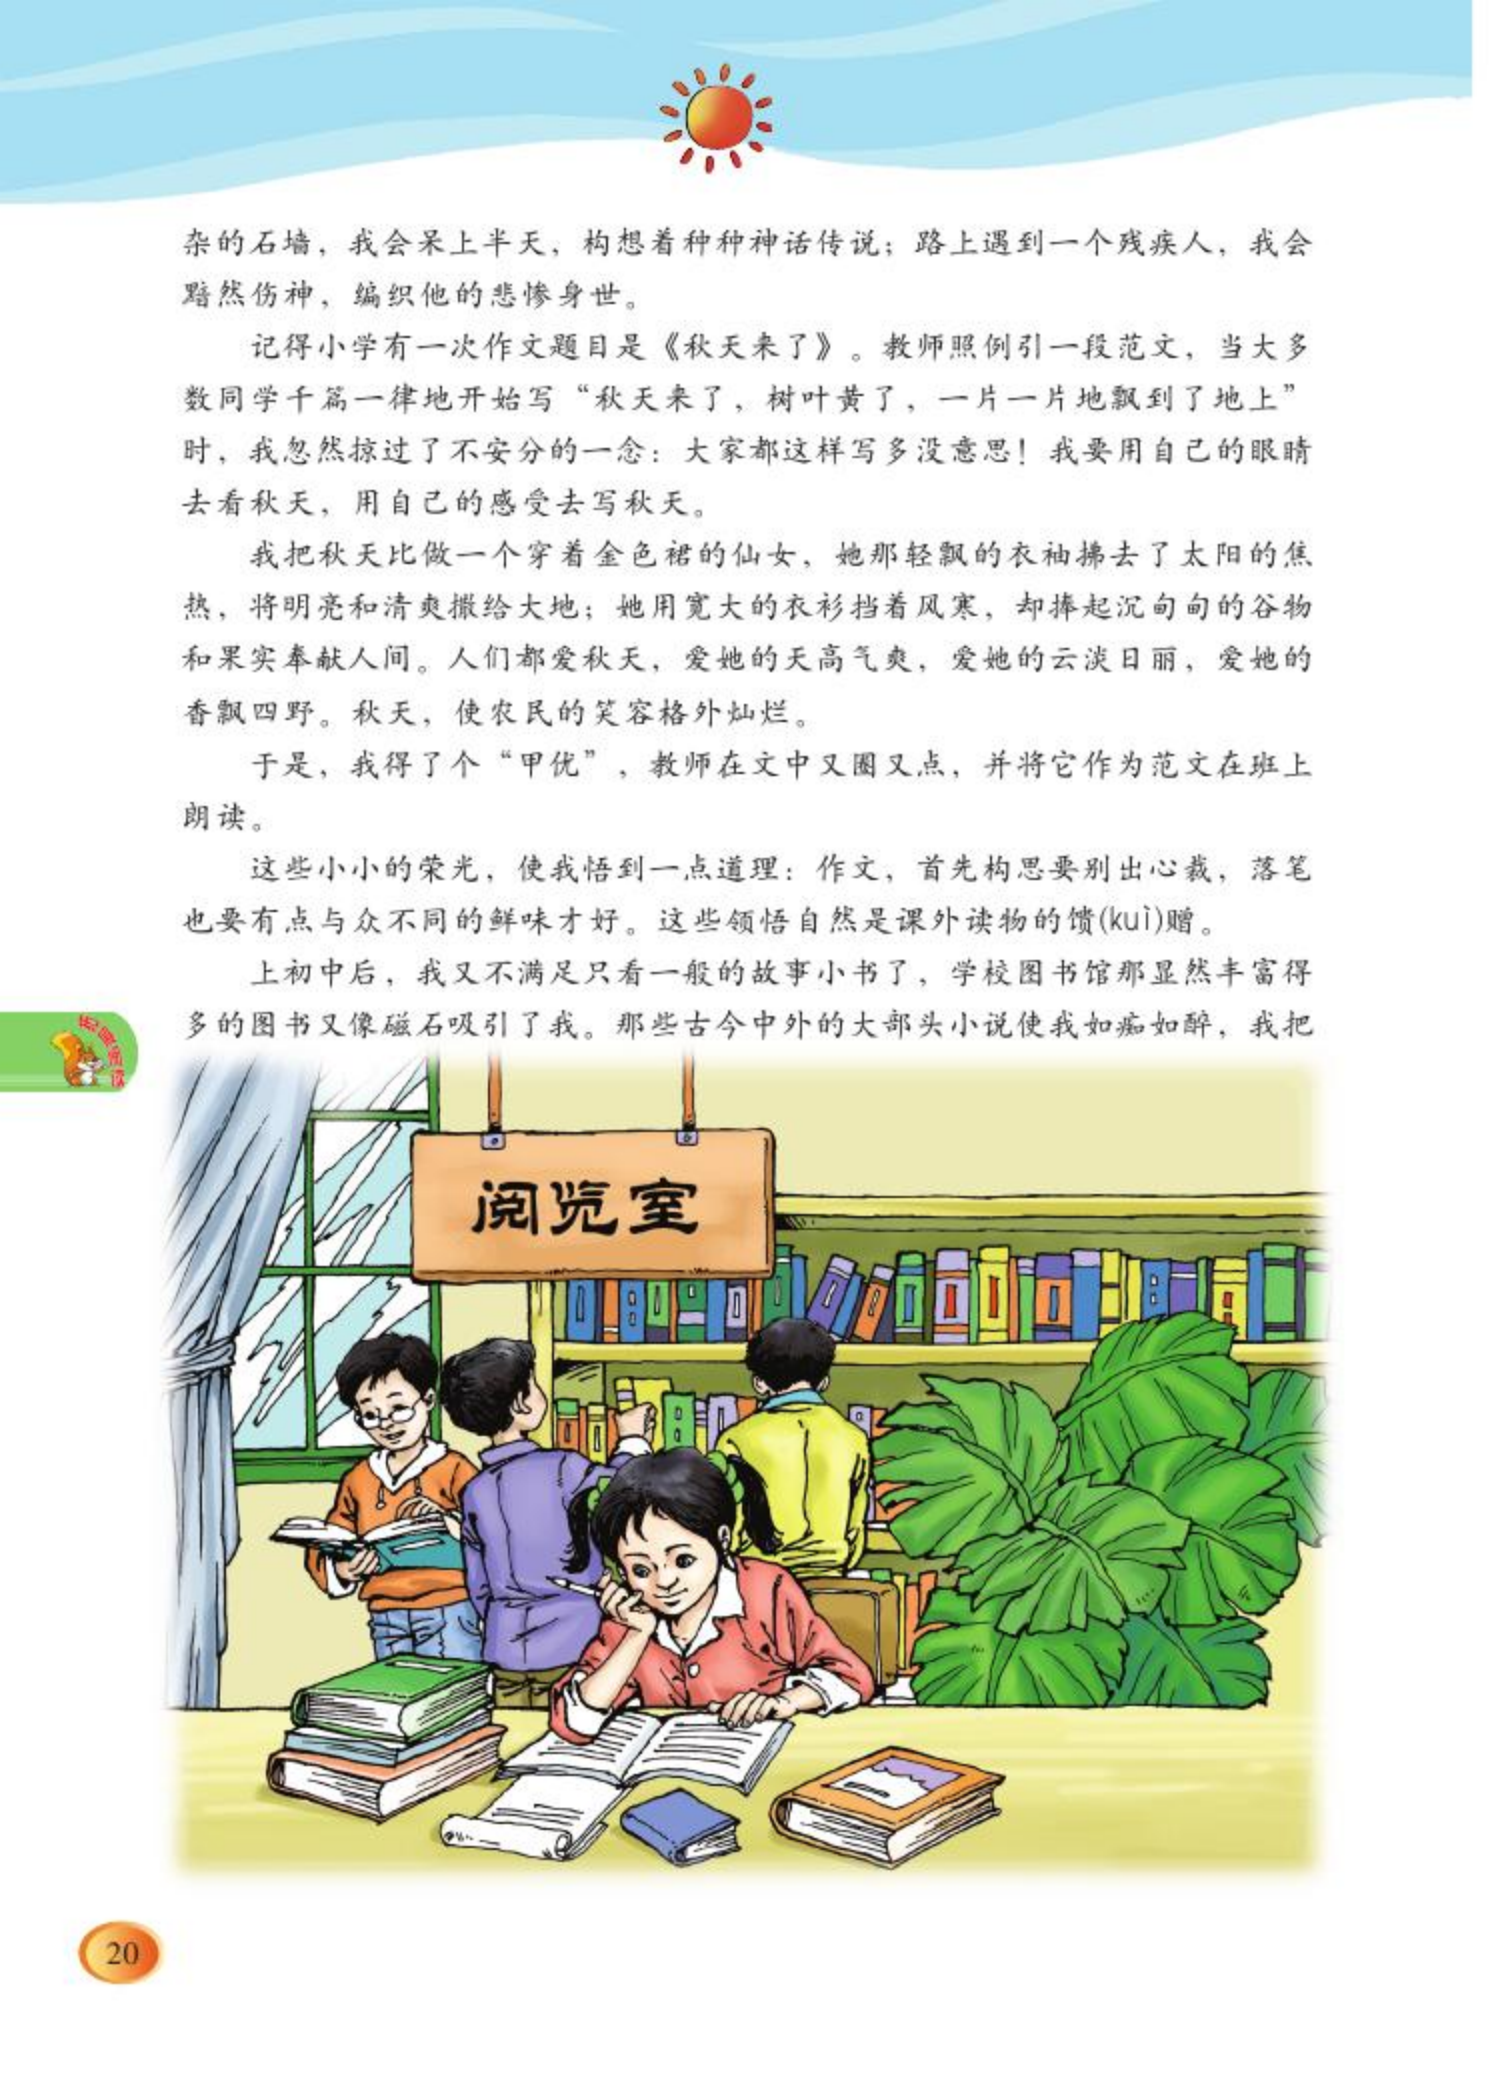 杂的石墙，我会呆上半天，构想着种种神话传说；路上遇到一个残疾人，我会
黯然伤神，编织他的悲惨身世。
记得小学有一次作文题目是《秋天来了》。教师照例引一段范文，当大多
数同学千篇一律地开始写“秋天来了，树叶黄了，一片一片地飘到了地上”
时，我忽然掠过了不安分的一念：大家都这样写多没意思！我要用自己的眼睛
去看秋天，用自己的感受去写秋天。
我把秋天比做一个穿着金色裙的仙女，她那轻飘的衣袖拂去了太阳的焦
热，将明亮和清爽撒给大地；她用宽大的衣衫挡着风寒，却捧起沉甸甸的谷物
和果实奉献人间。人们都爱秋天，爱她的天高气爽，爱她的云淡日丽，爱她的
香飘四野。秋天，使农民的笑容格外灿烂。
于是，我得了个“甲优”，教师在文中又圈又点，并将它作为范文在班上
朗读。
这些小小的荣光，使我悟到一点道理：作文，首先构思要别出心裁，落笔
也要有点与众不同的鲜味才好。这些领悟自然是课外读物的馈(kuì)赠。
上初中后，我又不满足只看一般的故事小书了，学校图书馆那显然丰富得
多的图书又像磁石吸引了我。那些古今中外的大部头小说使我如痴如醉，我把
阅览室
20